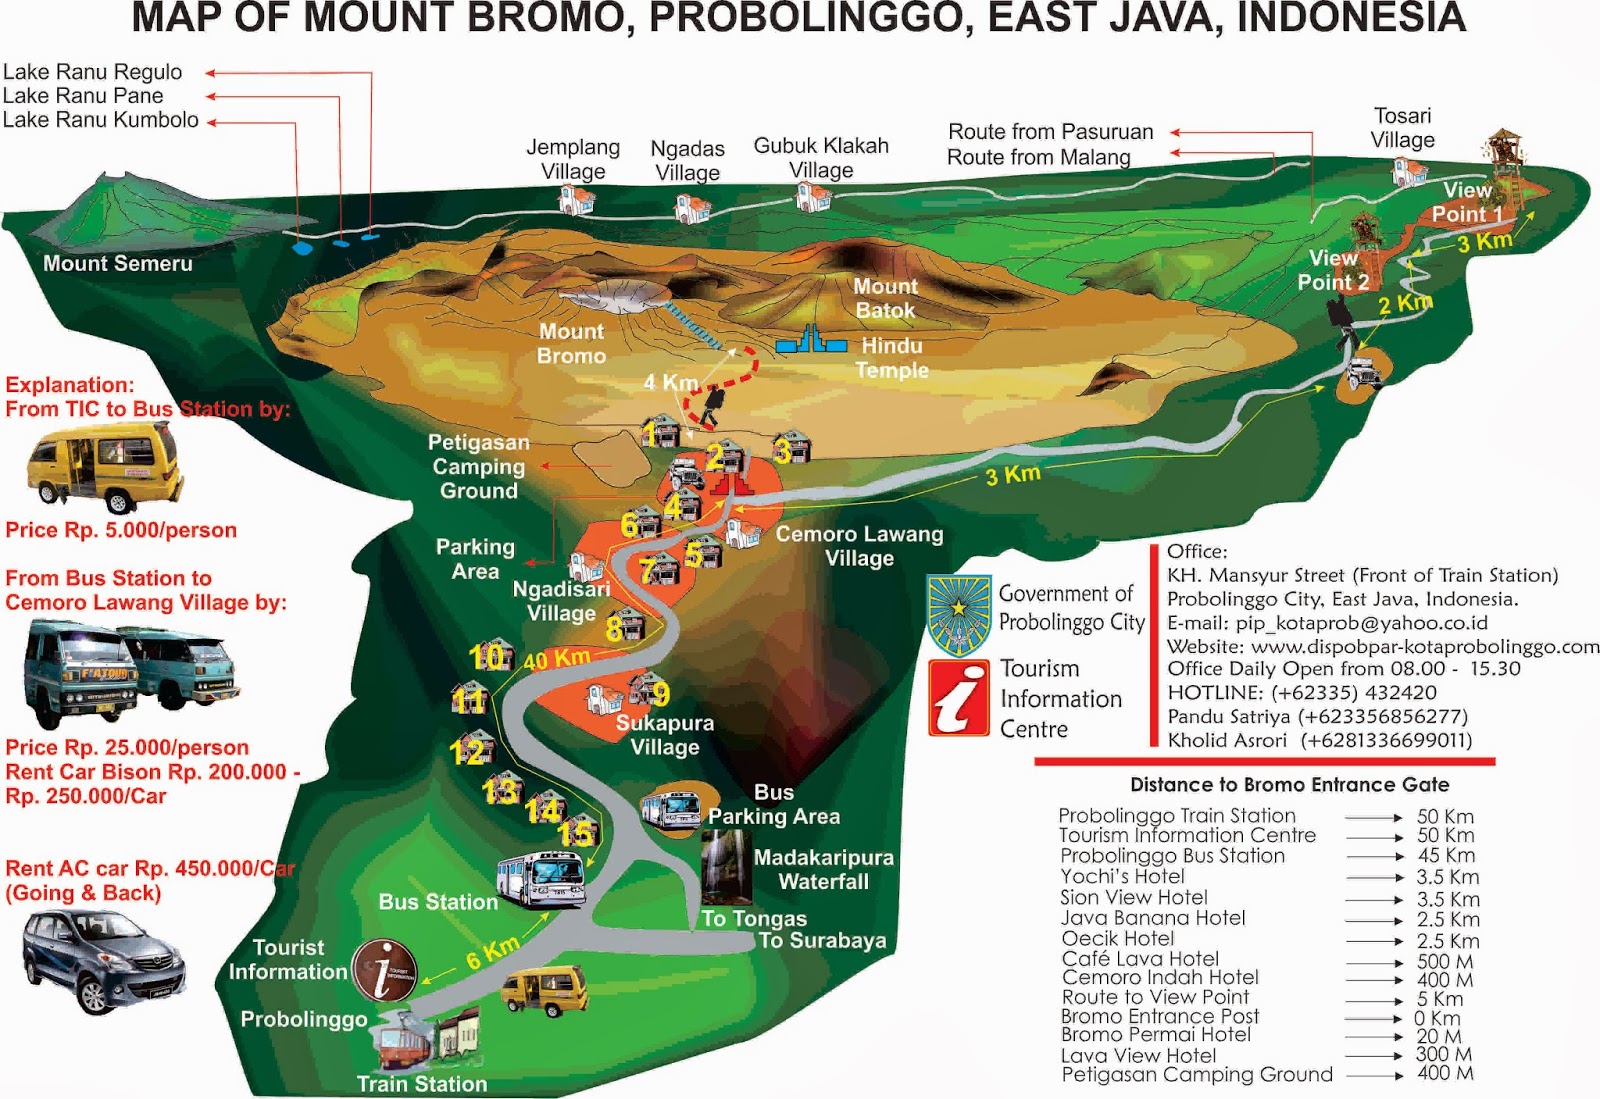 MAP OF MOUNT BROMO, PROBOLINGGO, EAST JAVA, INDONESIA
Lake Ranu Regulo
Lake Ranu Pane
Lake Ranu Kumbolo
Jemplang
Village
Ngadas
Village
Gubuk Klakah
Village
Route from Pasuruan
Route from Malang
Tosari
Village
View
Point 1
3 Km
View
Point 2
2 Km
Mount Semeru
Mount
Bromo
Mount
Batok
Hindu
Temple
4 Km
Explanation:
From TIC to Bus Station by:
Price Rp. 5.000/person
From Bus Station to
Cemoro Lawang Village by:
F'ATOUD
Price Rp. 25.000/person
Rent Car Bison Rp. 200.000 -
Rp. 250.000/Car
Rent AC car Rp. 450.000/Car
(Going & Back)
Petigasan
Camping
Ground
Parking
Area
1
2
3
4
5
6
7
8
9
10
11
12
13
14
15
3 Km
Cemoro Lawang
Village
Ngadisari
Village
40 Km
Sukapura
Village
Bus
Parking Area
Madakaripura
Waterfall
Bus Station
To Tongas
To Surabaya
6 Km
Tourist
Information
TOURIST
INFORMATION
Probolinggo
Train Station
Government of
Probolinggo City
Tourism
Information
Centre
Office:
KH. Mansyur Street (Front of Train Station)
Probolinggo City, East Java, Indonesia.
E-mail: pip_kotaprob@yahoo.co.id
Website: www.dispobpar-kotaprobolinggo.com
Office Daily Open from 08.00 - 15.30
HOTLINE: (+62335) 432420
Pandu Satriya (+623356856277)
Kholid Asrori (+6281336699011)
Distance to Bromo Entrance Gate
Probolinggo Train Station 50 Km
Tourism Information Centre 50 Km
Probolinggo Bus Station 45 Km
Yochi's Hotel 3.5 Km
Sion View Hotel 3.5 Km
Java Banana Hotel 2.5 Km
Oecik Hotel 2.5 Km
Café Lava Hotel 500 M
Cemoro Indah Hotel 400 M
Route to View Point 5 Km
Bromo Entrance Post 0 Km
Bromo Permai Hotel 20 M
Lava View Hotel 300 M
Petigasan Camping Ground 400 M